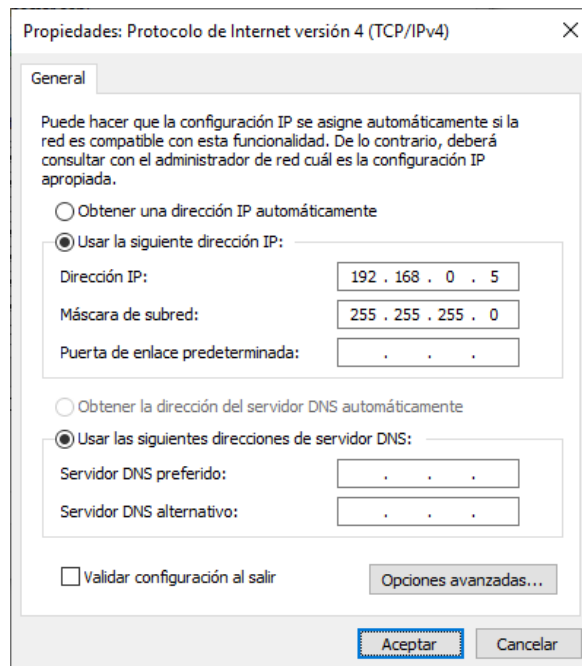 Propiedades: Protocolo de Internet versión 4 (TCP/IPv4)
General
Puede hacer que la configuración IP se asigne automáticamente si la
red es compatible con esta funcionalidad. De lo contrario, deberá
consultar con el administrador de red cuál es la configuración IP
apropiada.
Obtener una dirección IP automáticamente
Usar la siguiente dirección IP:
Dirección IP: 192 . 168 . 0 . 5
Máscara de subred: 255 . 255 . 255 . 0
Puerta de enlace predeterminada: . . .
Obtener la dirección del servidor DNS automáticamente
Usar las siguientes direcciones de servidor DNS:
Servidor DNS preferido: . . .
Servidor DNS alternativo: . . .
Validar configuración al salir
Opciones avanzadas...
Aceptar Cancelar